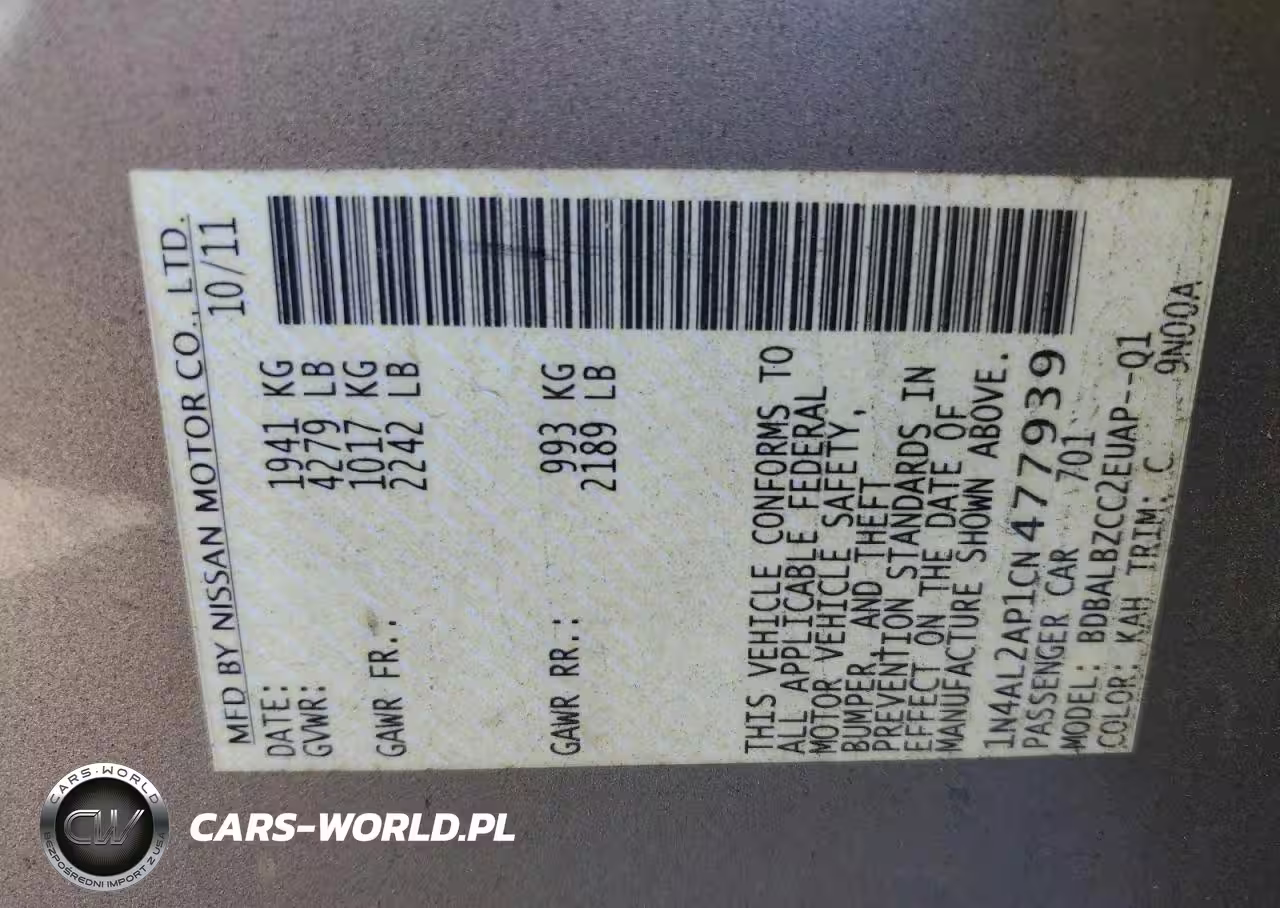 MFD BY NISSAN MOTOR CO., LTD.
DATE: 10/11
GVWR: 1941 KG
4279 LB
GAWR FR.: 1017 KG
2242 LB
GAWR RR.: 993 KG
2189 LB
THIS VEHICLE CONFORMS TO
ALL APPLICABLE FEDERAL
MOTOR VEHICLE SAFETY,
BUMPER, AND THEFT
PREVENTION STANDARDS IN
EFFECT ON THE DATE OF
MANUFACTURE SHOWN ABOVE.
1N4AL2AP1CN477939
PASSENGER CAR 701
MODEL: BDBALBZCC2EUAP--Q1
COLOR: KAH TRIM: C 9N00A
CARS-WORLD
CW
BEZPOŚREDNI IMPORT Z USA
CARS-WORLD.PL